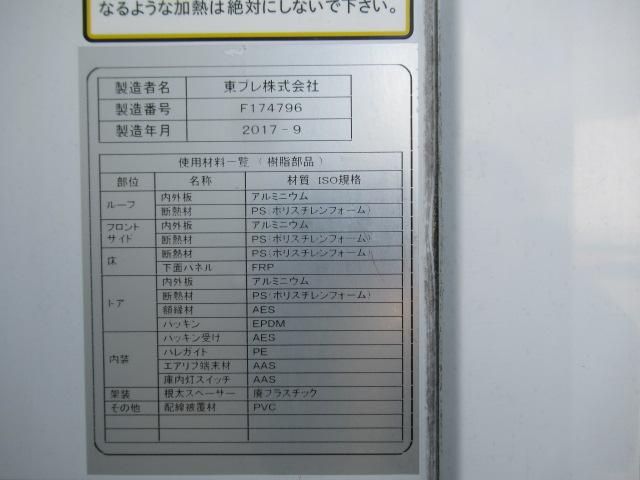 なるような加熱は絶対にしないで下さい。
製造者名 東プレ株式会社
製造番号 F174796
製造年月 2017-9
使用材料一覧(樹脂部品)
部位 名称 材質 ISO規格
ルーフ 内外板 アルミニウム
断熱材 PS(ポリスチレンフォーム)
フロントサイド 内外板 アルミニウム
断熱材 PS(ポリスチレンフォーム)
床 断熱材 PS(ポリスチレンフォーム)
下面パネル FRP
ドア 内外板 アルミニウム
断熱材 PS(ポリスチレンフォーム)
額縁材 AES
パッキン EPDM
内装 パッキン受け AES
ハレガイド PE
エアリブ端末材 AAS
庫内灯スイッチ AAS
架装 根太スペーサー 廃プラスチック
その他 配線被覆材 PVC